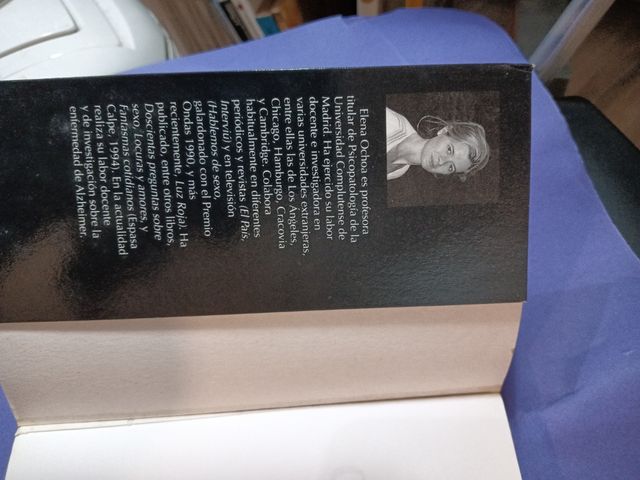 Elena Ochoa es profesora
titular de Psicopatología de la
Universidad Complutense de
Madrid. Ha ejercido su labor
docente e investigadora en
varias universidades extranjeras,
entre ellas las de Los Ángeles,
Chicago, Hamburgo, Cracovia
y Cambridge. Colabora
habitualmente en diferentes
periódicos y revistas (El País,
Interviú) y en televisión
(Hablemos de sexo,
galardonado con el Premio
Ondas 1990, y más
recientemente, Luz Roja). Ha
publicado, entre otros libros,
Doscientas preguntas sobre
sexo, Locuras y amores, y
Fantasmas cotidianos (Espasa
Calpe, 1994). En la actualidad
realiza su labor docente
y de investigación sobre la
enfermedad de Alzheimer.